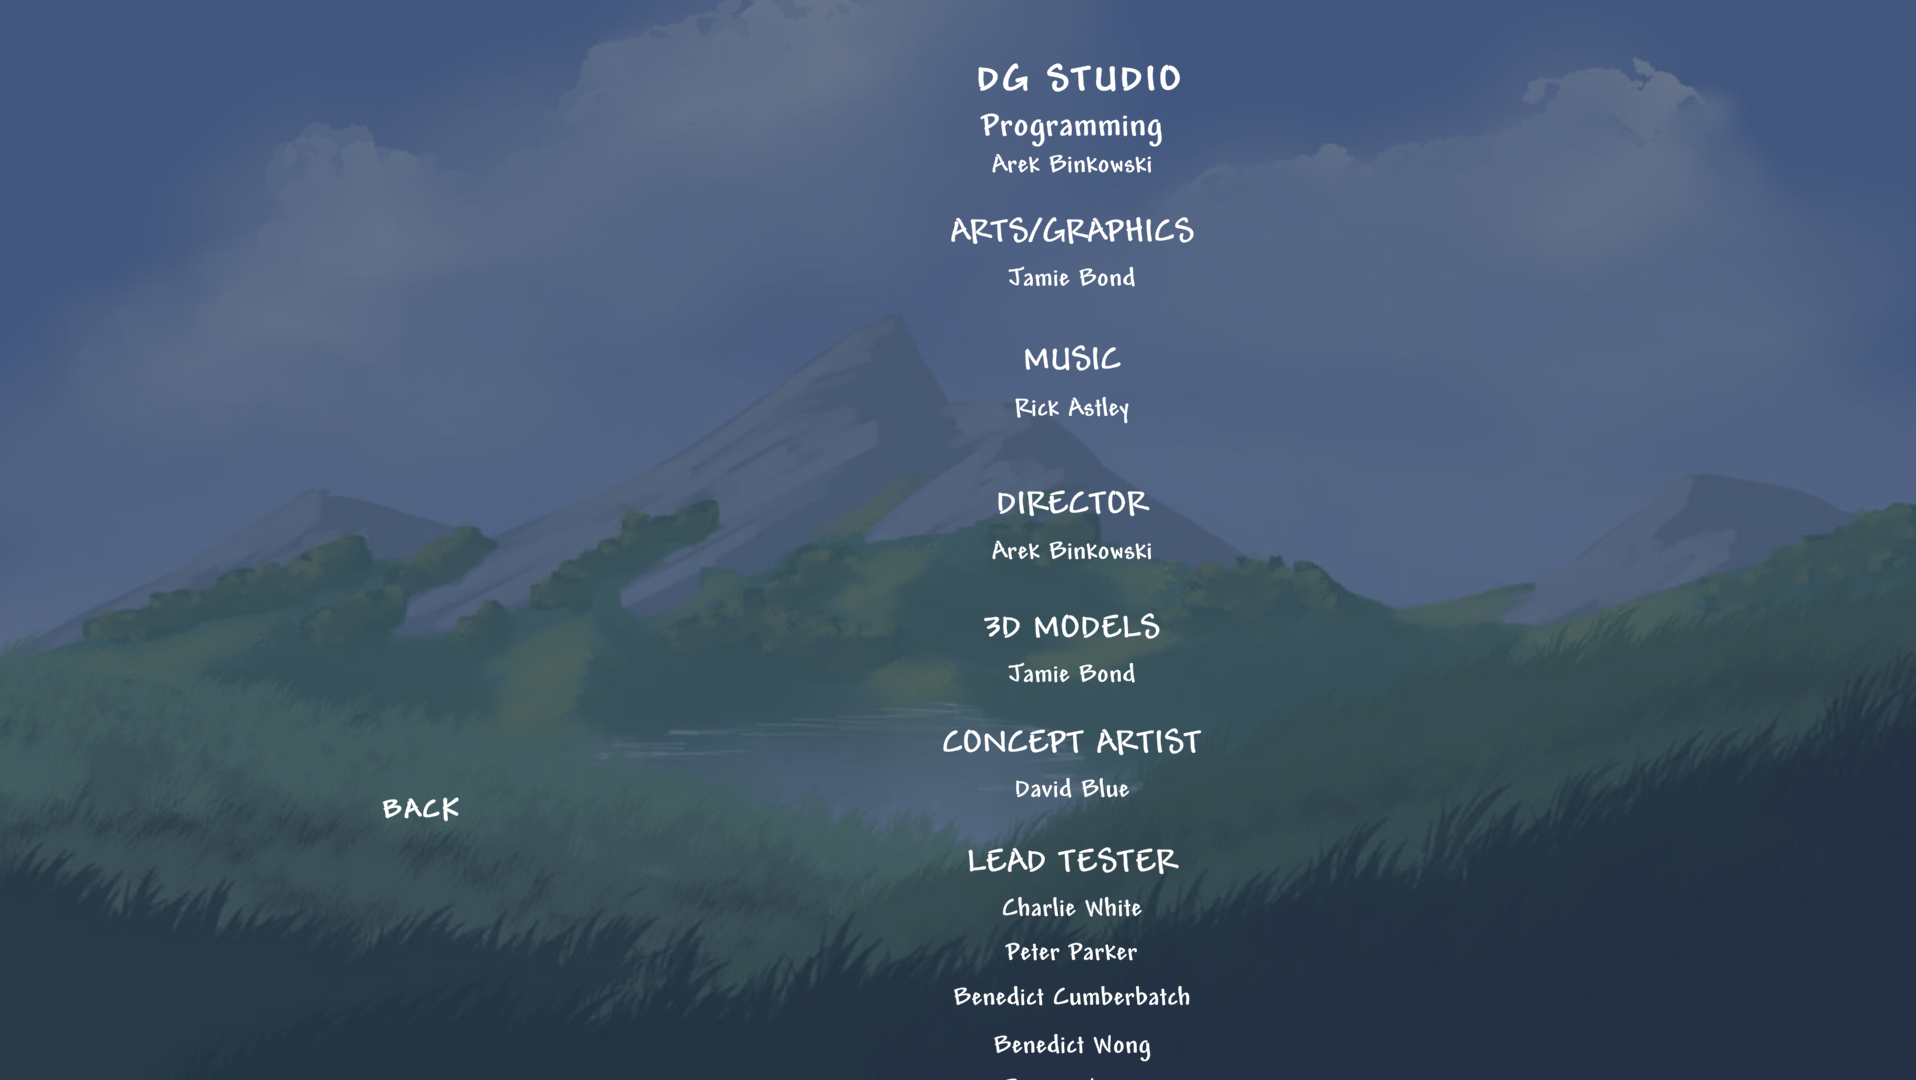 DG STUDIO
Programming
Arek Binkowski
ARTS/GRAPHICS
Jamie Bond
MUSIC
Rick Astley
DIRECTOR
Arek Binkowski
3D MODELS
Jamie Bond
CONCEPT ARTIST
David Blue
BACK
LEAD TESTER
Charlie White
Peter Parker
Benedict Cumberbatch
Benedict Wong